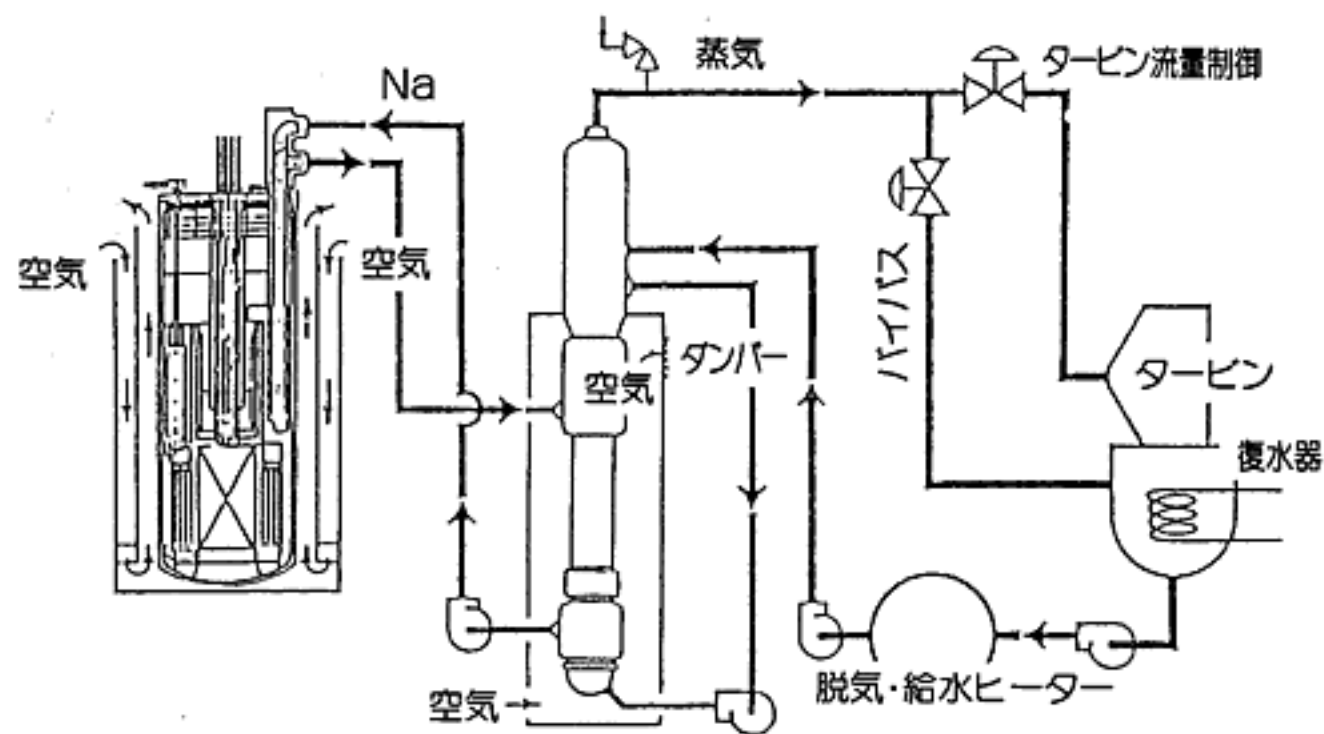 蒸気
タービン流量制御
Na
空気
空気
バイパス
ダンパー
空気
タービン
復水器
脱気・給水ヒーター
空気